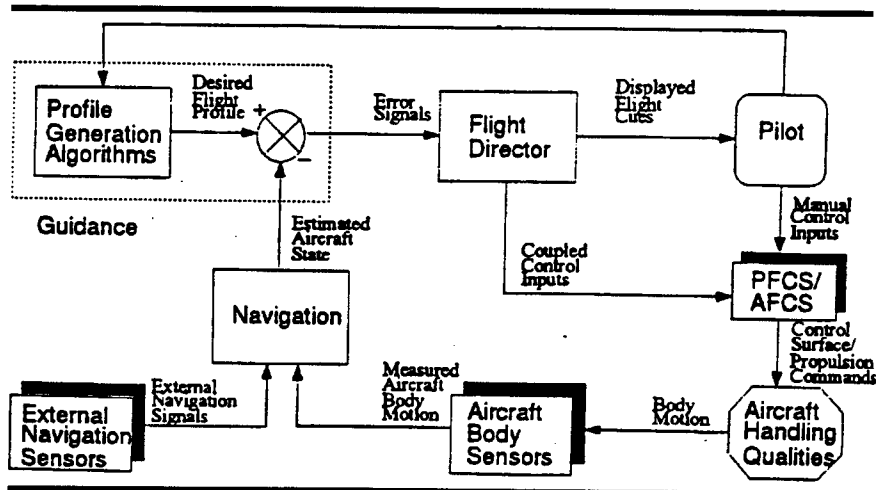 Desired
Flight
Profile
+
−
Profile
Generation
Algorithms
Guidance
Error
Signals
Flight
Director
Displayed
Flight
Cues
Pilot
Manual
Control
Inputs
Estimated
Aircraft
State
Coupled
Control
Inputs
PFCS/
AFCS
Navigation
Control
Surface/
Propulsion
Commands
External
Navigation
Signals
Measured
Aircraft
Body
Motion
Body
Motion
External
Navigation
Sensors
Aircraft
Body
Sensors
Aircraft
Handling
Qualities